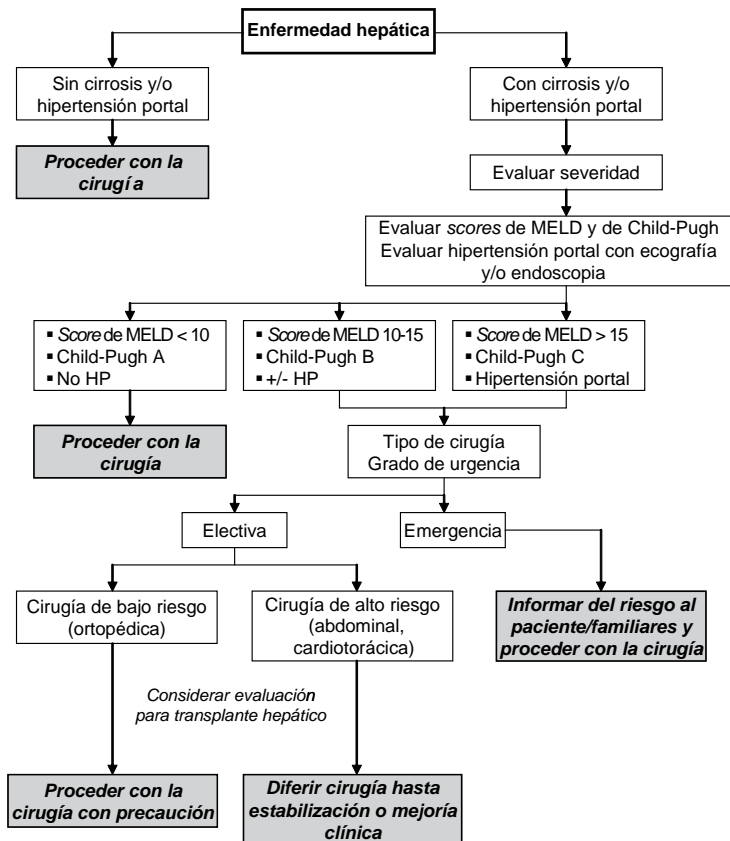 Enfermedad hepática
Sin cirrosis y/o
hipertensión portal
Con cirrosis y/o
hipertensión portal
Proceder con la
cirugía
Evaluar severidad
Evaluar scores de MELD y de Child-Pugh
Evaluar hipertensión portal con ecografía
y/o endoscopia
▪ Score de MELD < 10
▪ Child-Pugh A
▪ No HP
▪ Score de MELD 10-15
▪ Child-Pugh B
▪ +/- HP
▪ Score de MELD > 15
▪ Child-Pugh C
▪ Hipertensión portal
Proceder con la
cirugía
Tipo de cirugía
Grado de urgencia
Electiva
Emergencia
Cirugía de bajo riesgo
(ortopédica)
Cirugía de alto riesgo
(abdominal,
cardiotorácica)
Informar del riesgo al
paciente/familiares y
proceder con la cirugía
Considerar evaluación
para transplante hepático
Proceder con la
cirugía con precaución
Diferir cirugía hasta
estabilización o mejoría
clínica